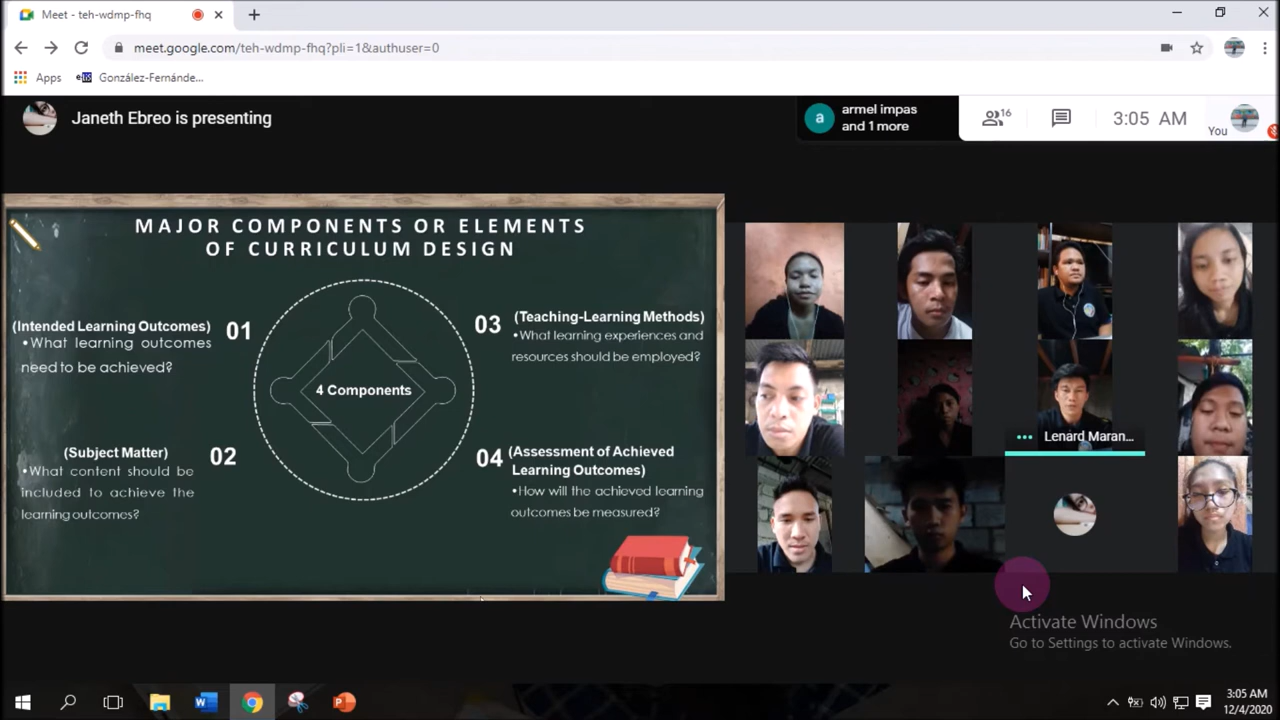 Meet - teh-wdmp-fhq
meet.google.com/teh-wdmp-fhq?pli=1&authuser=0
Apps
González-Fernánde...
Janeth Ebreo is presenting
a
armel impas
and 1 more
16
3:05 AM
You
MAJOR COMPONENTS OR ELEMENTS
OF CURRICULUM DESIGN
(Intended Learning Outcomes)
01
•What learning outcomes
need to be achieved?
(Subject Matter)
02
•What content should be
included to achieve the
learning outcomes?
4 Components
03
(Teaching-Learning Methods)
•What learning experiences and
resources should be employed?
04
(Assessment of Achieved
Learning Outcomes)
•How will the achieved learning
outcomes be measured?
Lenard Maran...
Activate Windows
Go to Settings to activate Windows.
3:05 AM
12/4/2020